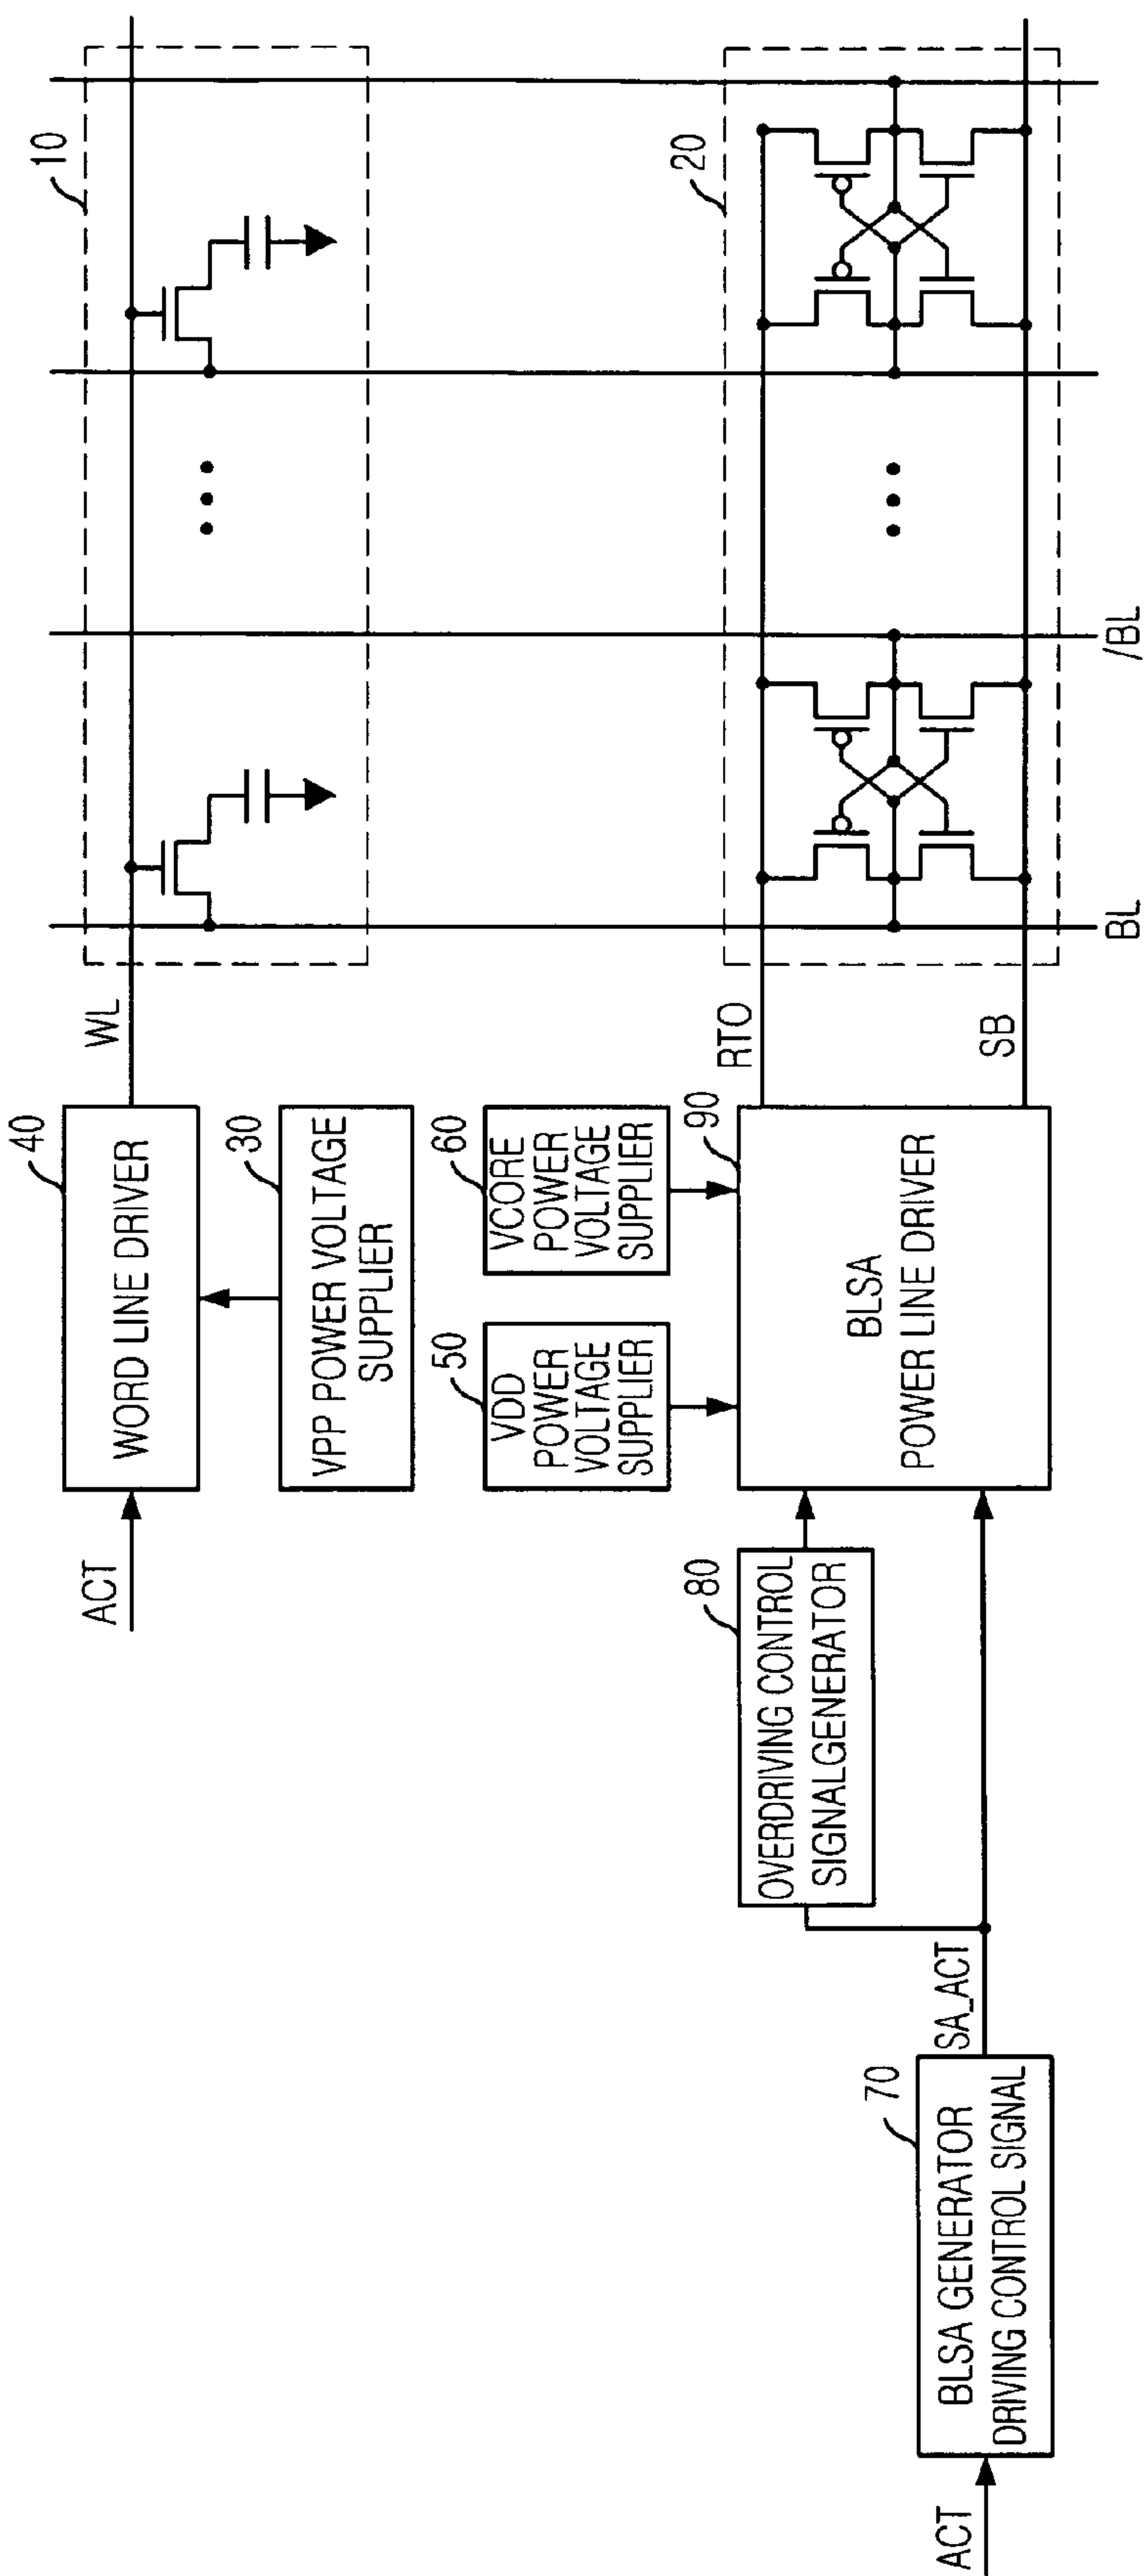 10
20
40
WL
WORD LINE DRIVER
ACT
30
VPP POWER VOLTAGE
SUPPLIER
60
VCORE
POWER
VOLTAGE
SUPPLIER
50
VDD
POWER
VOLTAGE
SUPPLIER
90
RTO
SB
BLSA
POWER LINE DRIVER
BL
/BL
80
OVERDRIVING CONTROL
SIGNALGENERATOR
SA_ACT
70
BLSA GENERATOR
DRIVING CONTROL SIGNAL
ACT